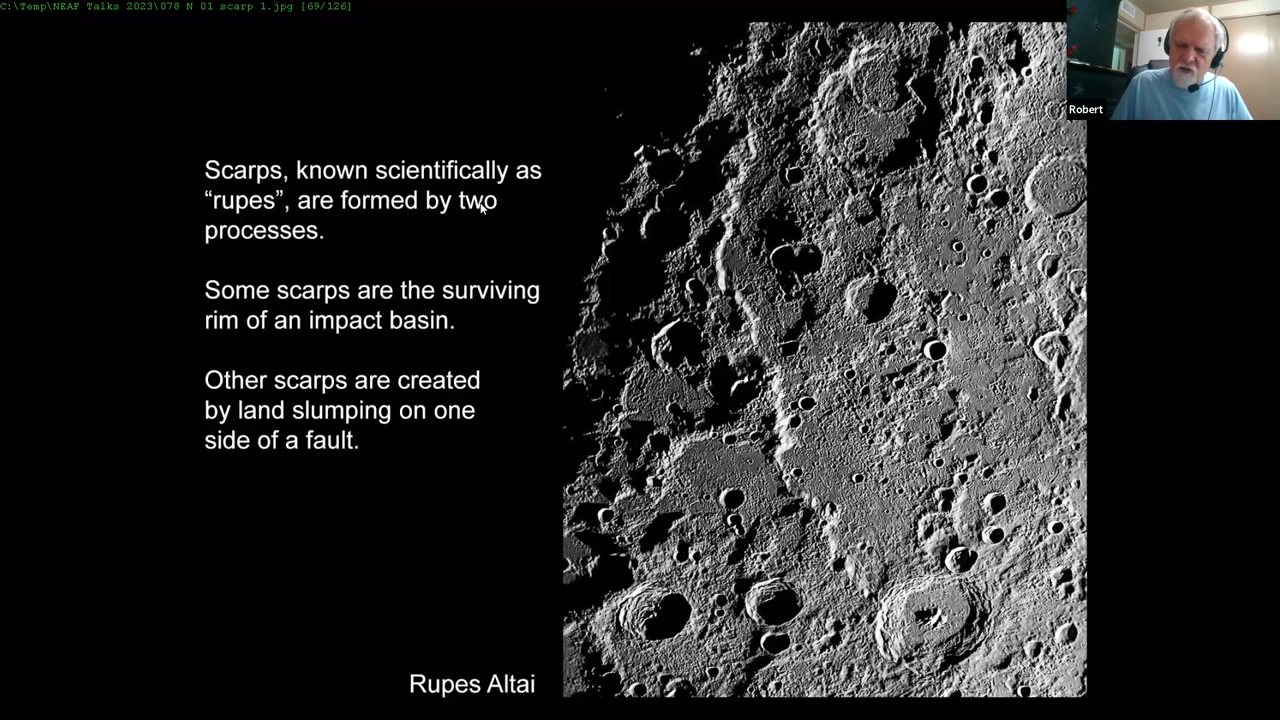 C:\Temp\NEAF Talks 2023\078 N 01 scarp 1.jpg [69/126]
Robert
Scarps, known scientifically as
“rupes”, are formed by two
processes.
Some scarps are the surviving
rim of an impact basin.
Other scarps are created
by land slumping on one
side of a fault.
Rupes Altai